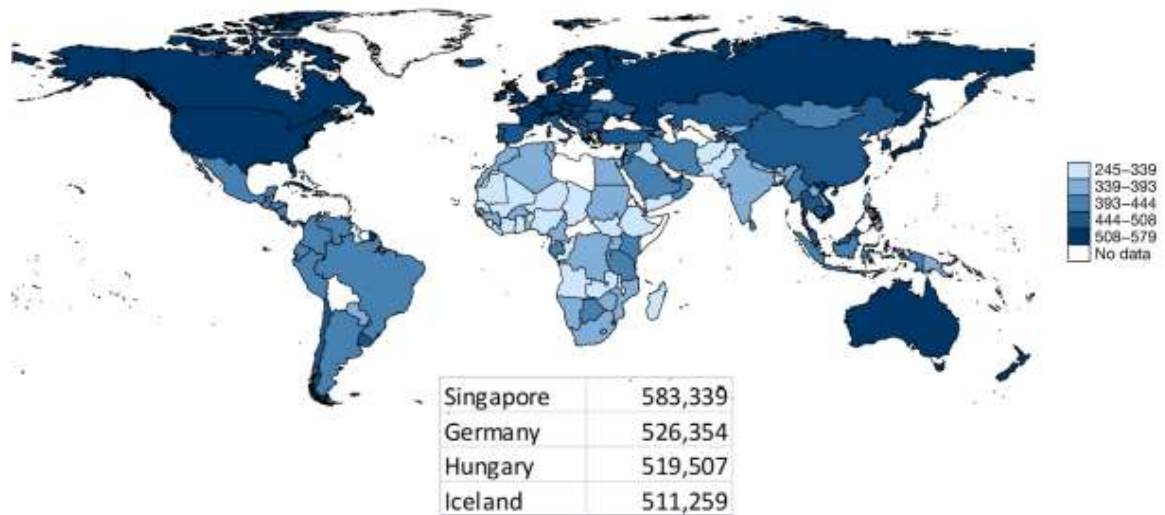 245–339
339–393
393–444
444–508
508–579
No data
Singapore 583,339
Germany 526,354
Hungary 519,507
Iceland 511,259